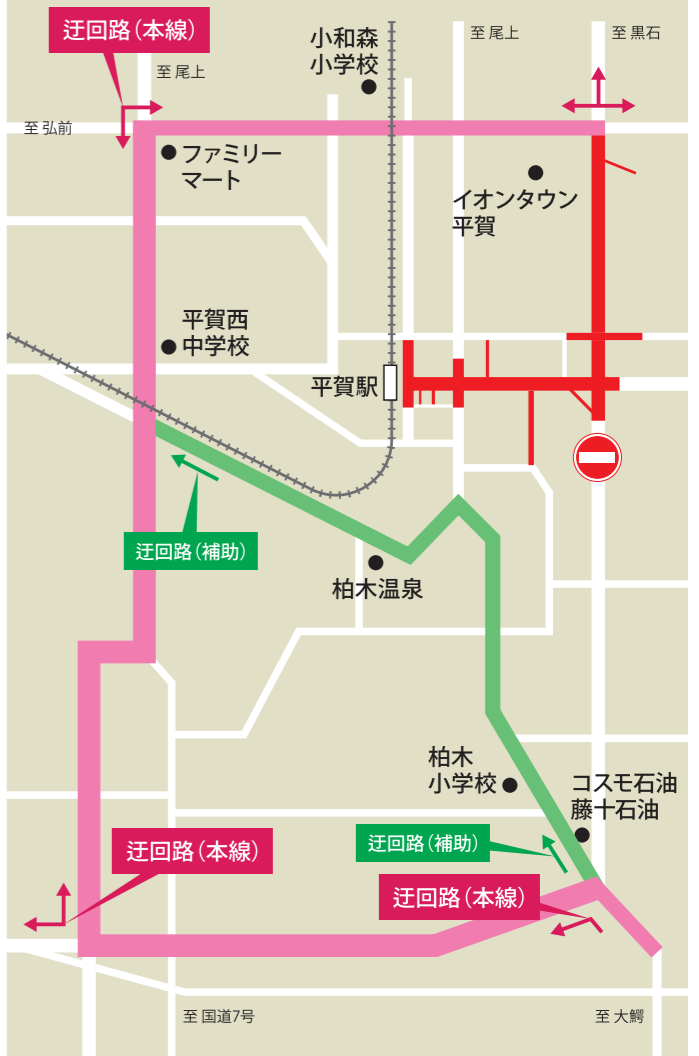 迂回路（本線）
至 尾上
小和森
小学校
至 尾上
至 黒石
至 弘前
ファミリー
マート
イオンタウン
平賀
平賀西
中学校
平賀駅
迂回路（補助）
柏木温泉
柏木
小学校
コスモ石油
藤十石油
迂回路（補助）
迂回路（本線）
迂回路（本線）
至 国道7号
至 大鰐